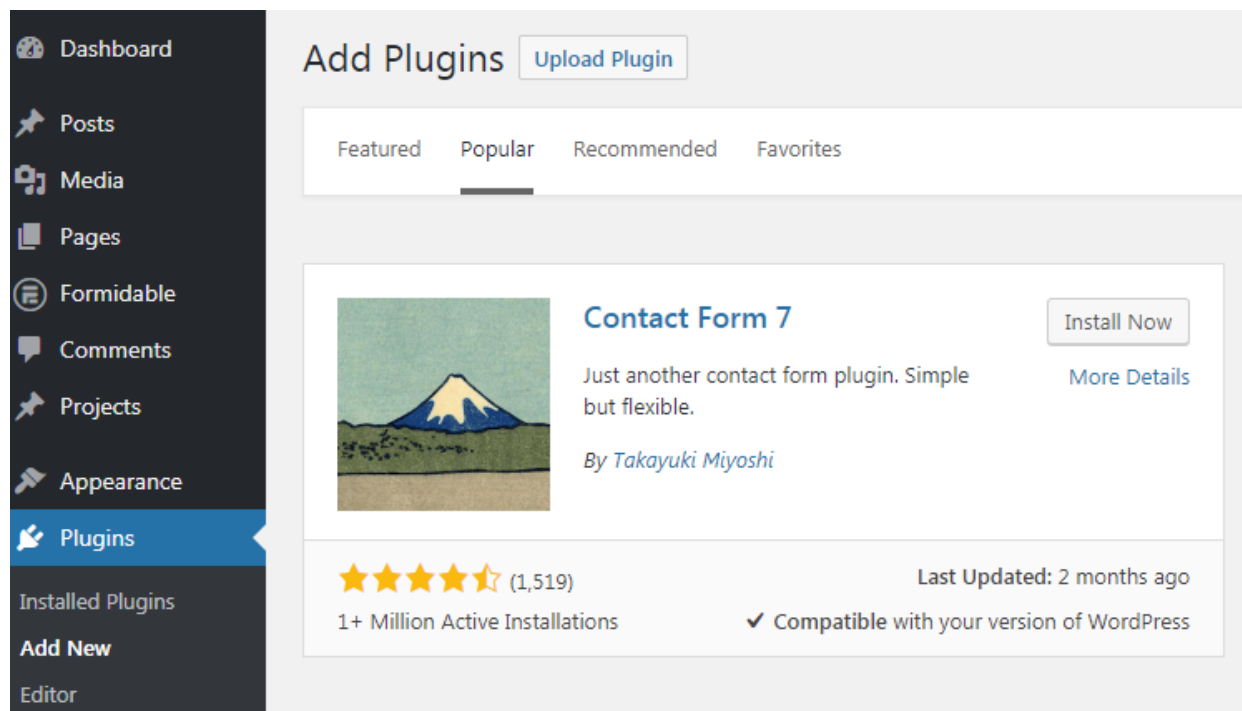 Dashboard
Posts
Media
Pages
Formidable
Comments
Projects
Appearance
Plugins
Installed Plugins
Add New
Editor
Add Plugins Upload Plugin
Featured Popular Recommended Favorites
Contact Form 7
Install Now
Just another contact form plugin. Simple
but flexible.
More Details
By Takayuki Miyoshi
(1,519)
Last Updated: 2 months ago
1+ Million Active Installations
Compatible with your version of WordPress